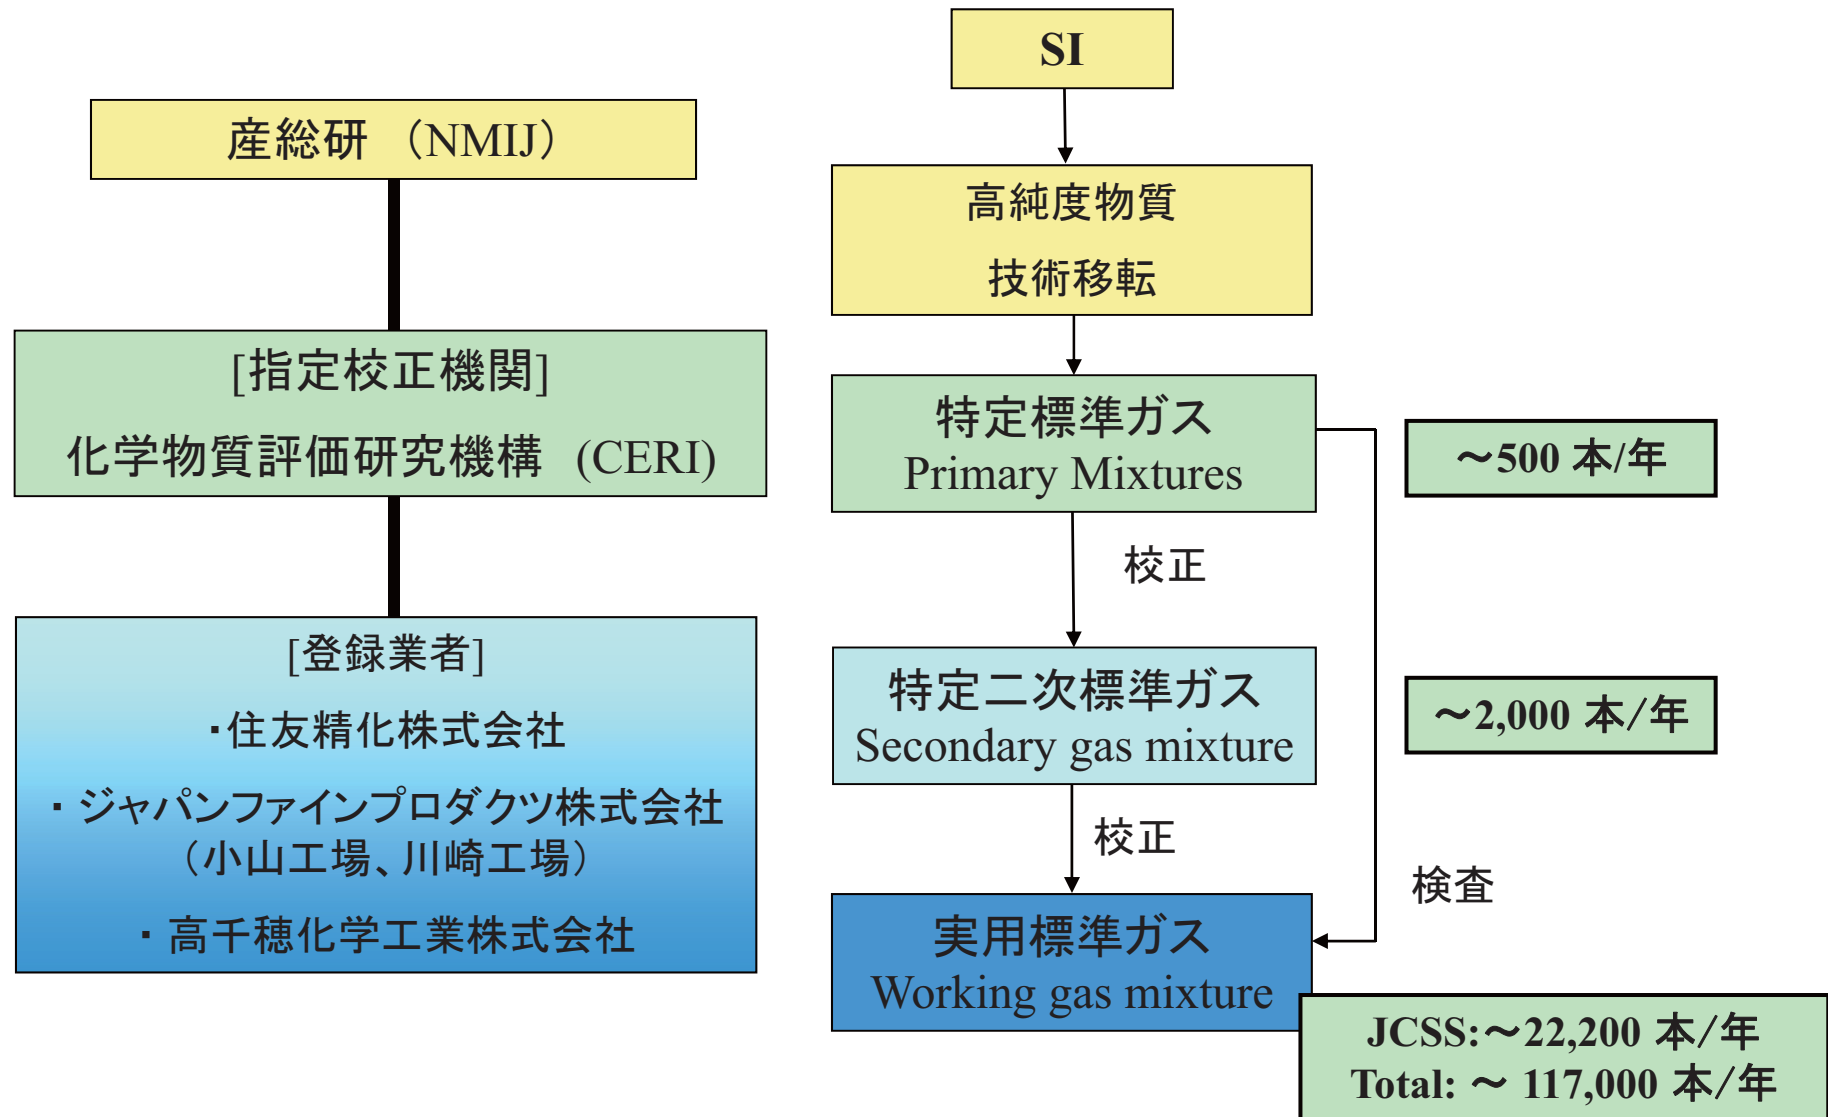 産総研 （NMIJ）
[指定校正機関]
化学物質評価研究機構 (CERI)
[登録業者]
・住友精化株式会社
・ジャパンファインプロダクツ株式会社
（小山工場、川崎工場）
・高千穂化学工業株式会社
SI
高純度物質
技術移転
特定標準ガス
Primary Mixtures
～500 本/年
校正
特定二次標準ガス
Secondary gas mixture
～2,000 本/年
校正
検査
実用標準ガス
Working gas mixture
JCSS:～22,200 本/年
Total: ～ 117,000 本/年